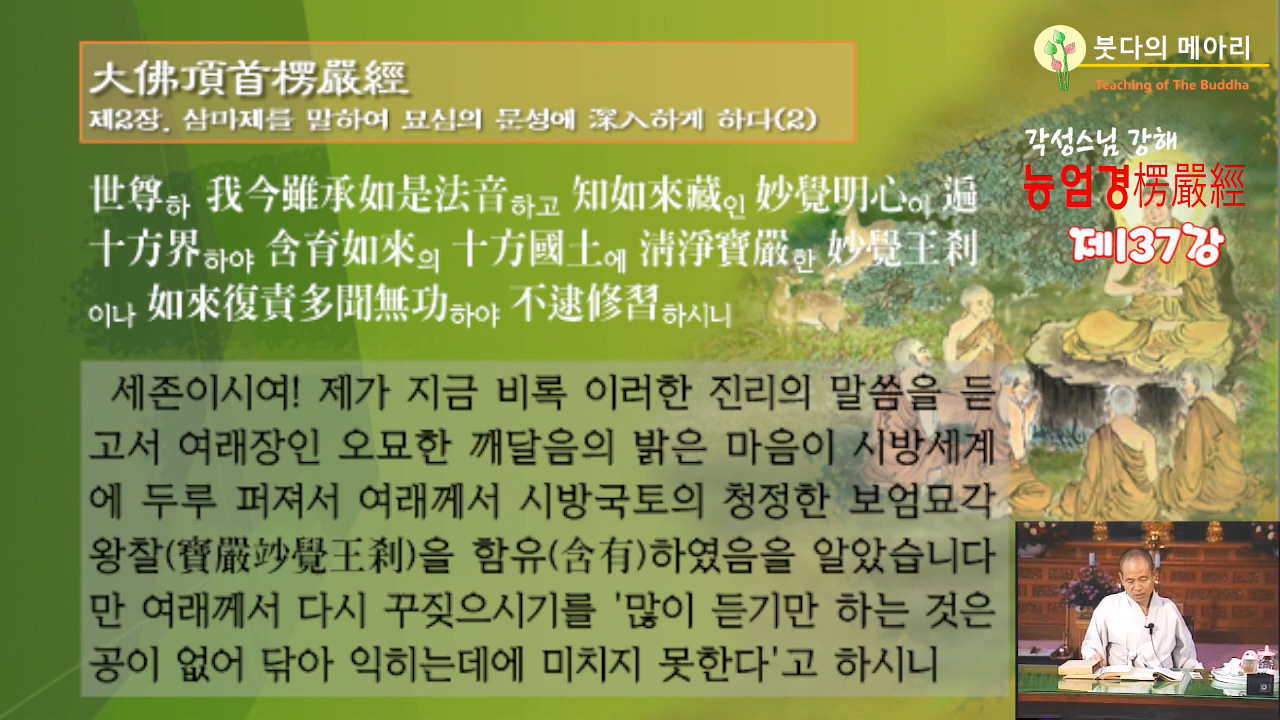 大佛頂首楞嚴經
제2장. 삼마제를 말하여 묘심의 문성에 深入하게 하다(2)
붓다의 메아리
Teaching of The Buddha
각성스님 강해
능엄경楞嚴經
제137강
世尊하 我今雖承如是法音하고 知如來藏인 妙覺明心이 遍
十方界하야 含育如來의 十方國土에 淸淨寶嚴한 妙覺王刹
이나 如來復責多聞無功하야 不逮修習하시니
세존이시여! 제가 지금 비록 이러한 진리의 말씀을 듣
고서 여래장인 오묘한 깨달음의 밝은 마음이 시방세계
에 두루 퍼져서 여래께서 시방국토의 청정한 보엄묘각
왕찰(寶嚴竗覺王刹)을 함유(含有)하였음을 알았습니다
만 여래께서 다시 꾸짖으시기를 '많이 듣기만 하는 것은
공이 없어 닦아 익히는데에 미치지 못한다'고 하시니